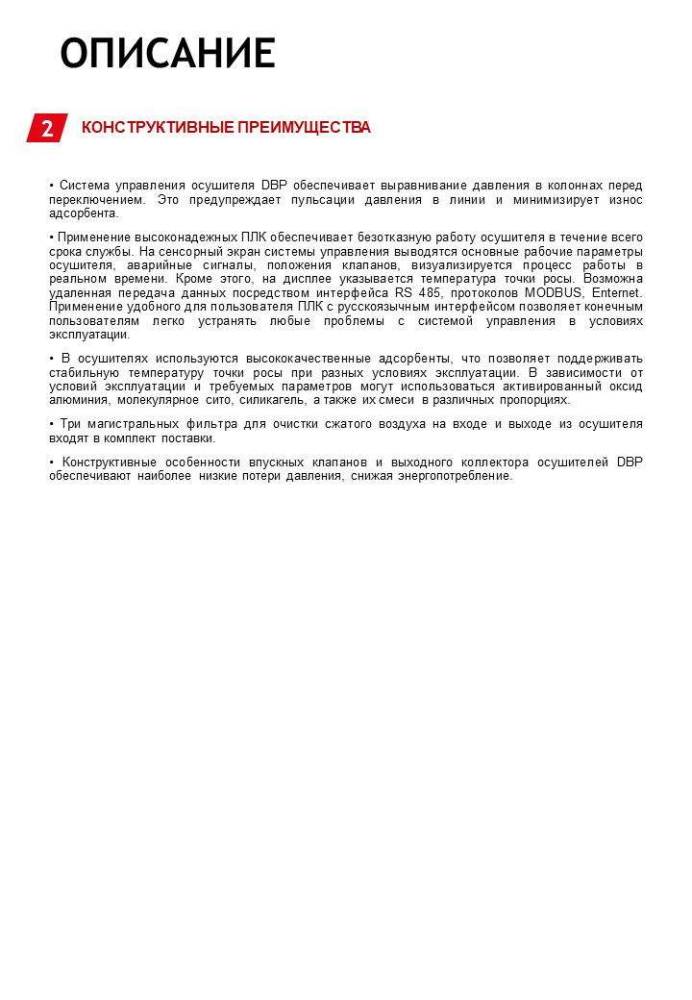 ОПИСАНИЕ
2
КОНСТРУКТИВНЫЕ ПРЕИМУЩЕСТВА
• Система управления осушителя DBP обеспечивает выравнивание давления в колоннах перед
переключением. Это предупреждает пульсации давления в линии и минимизирует износ
адсорбента.
• Применение высоконадежных ПЛК обеспечивает безотказную работу осушителя в течение всего
срока службы. На сенсорный экран системы управления выводятся основные рабочие параметры
осушителя, аварийные сигналы, положения клапанов, визуализируется процесс работы в
реальном времени. Кроме этого, на дисплее указывается температура точки росы. Возможна
удаленная передача данных посредством интерфейса RS 485, протоколов MODBUS, Enternet.
Применение удобного для пользователя ПЛК с русскоязычным интерфейсом позволяет конечным
пользователям легко устранять любые проблемы с системой управления в условиях
эксплуатации.
• В осушителях используются высококачественные адсорбенты, что позволяет поддерживать
стабильную температуру точки росы при разных условиях эксплуатации. В зависимости от
условий эксплуатации и требуемых параметров могут использоваться активированный оксид
алюминия, молекулярное сито, силикагель, а также их смеси в различных пропорциях.
• Три магистральных фильтра для очистки сжатого воздуха на входе и выходе из осушителя
входят в комплект поставки.
• Конструктивные особенности впускных клапанов и выходного коллектора осушителей DBP
обеспечивают наиболее низкие потери давления, снижая энергопотребление.